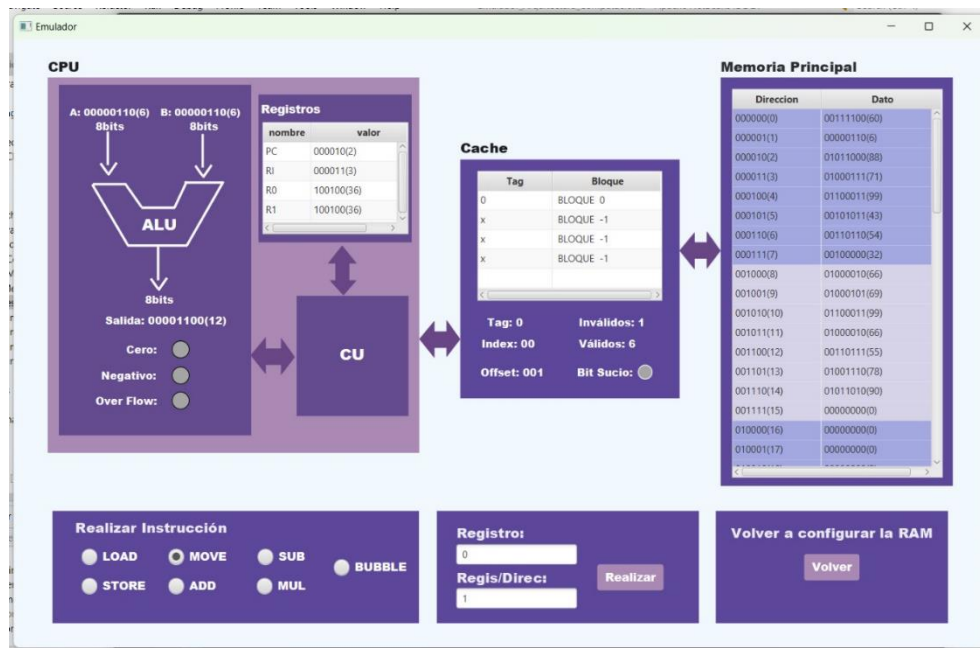 Emulador
CPU
A: 00000110(6) B: 00000110(6)
8bits 8bits
ALU
8bits
Salida: 00001100(12)
Cero:
Negativo:
Over Flow:
Registros
nombre valor
PC 000010(2)
RI 000011(3)
R0 100100(36)
R1 100100(36)
CU
Cache
Tag Bloque
0 BLOQUE 0
x BLOQUE -1
x BLOQUE -1
x BLOQUE -1
Tag: 0 Inválidos: 1
Index: 00 Válidos: 6
Offset: 001 Bit Sucio:
Memoria Principal
Direccion Dato
000000(0) 00111100(60)
000001(1) 00000110(6)
000010(2) 01011000(88)
000011(3) 01000111(71)
000100(4) 01100011(99)
000101(5) 00101011(43)
000110(6) 00110110(54)
000111(7) 00100000(32)
001000(8) 01000010(66)
001001(9) 01000101(69)
001010(10) 01100011(99)
001011(11) 01000010(66)
001100(12) 00110111(55)
001101(13) 01001110(78)
001110(14) 01011010(90)
001111(15) 00000000(0)
010000(16) 00000000(0)
010001(17) 00000000(0)
Realizar Instrucción
LOAD MOVE SUB BUBBLE
STORE ADD MUL
Registro:
0
Regis/Direc:
1
Realizar
Volver a configurar la RAM
Volver